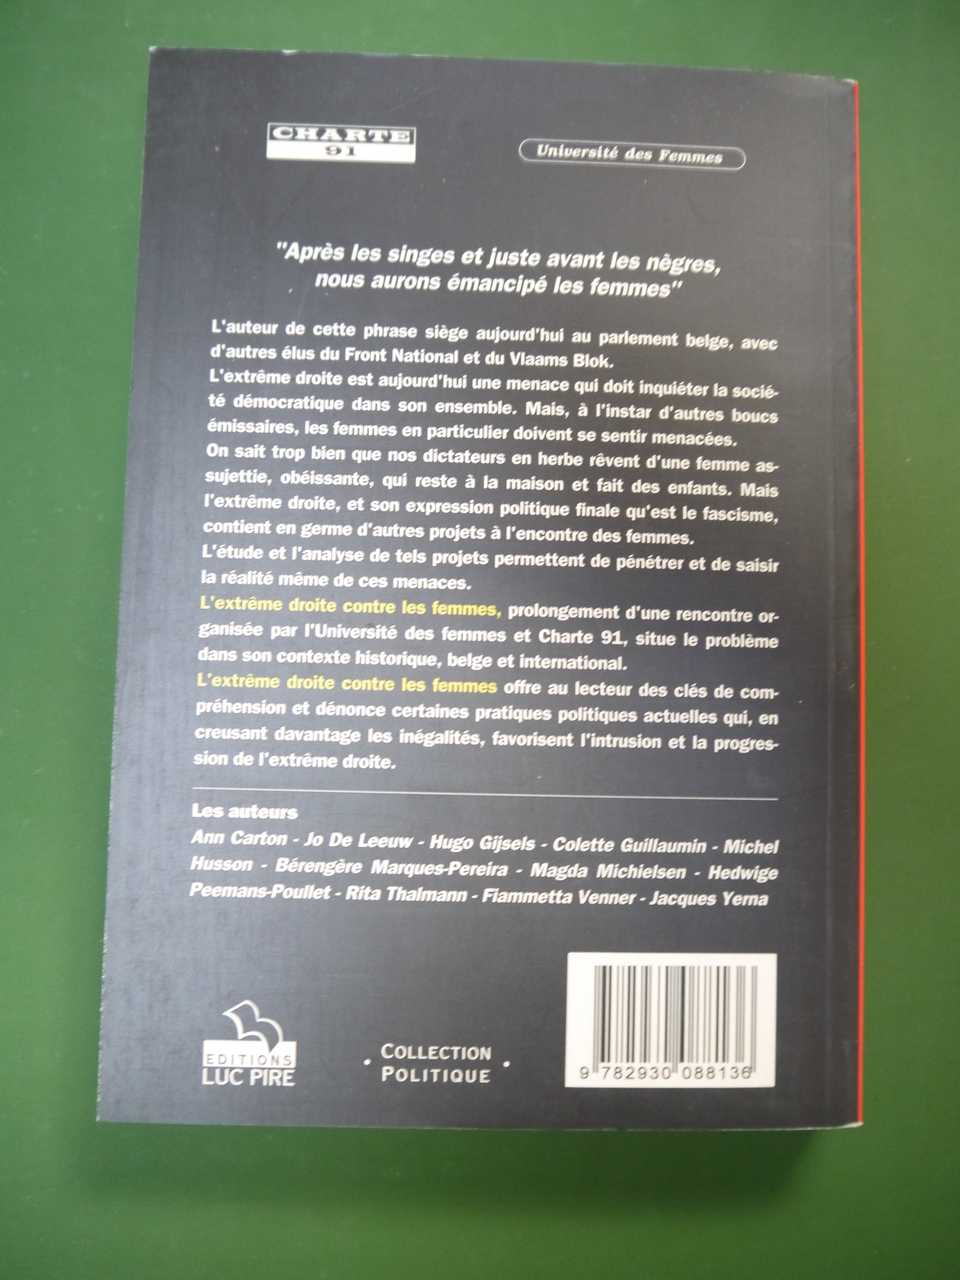 CHARTE
91
Université des Femmes
"Après les singes et juste avant les nègres,
nous aurons émancipé les femmes"
L'auteur de cette phrase siège aujourd'hui au parlement belge, avec
d'autres élus du Front National et du Vlaams Blok.
L'extrême droite est aujourd'hui une menace qui doit inquiéter la socié-
té démocratique dans son ensemble. Mais, à l'instar d'autres boucs
émissaires, les femmes en particulier doivent se sentir menacées.
On sait trop bien que nos dictateurs en herbe rêvent d'une femme as-
sujettie, obéissante, qui reste à la maison et fait des enfants. Mais
l'extrême droite, et son expression politique finale qu'est le fascisme,
contient en germe d'autres projets à l'encontre des femmes.
L'étude et l'analyse de tels projets permettent de pénétrer et de saisir
la réalité même de ces menaces.
L'extrême droite contre les femmes, prolongement d'une rencontre or-
ganisée par l'Université des femmes et Charte 91, situe le problème
dans son contexte historique, belge et international.
L'extrême droite contre les femmes offre au lecteur des clés de com-
préhension et dénonce certaines pratiques politiques actuelles qui, en
creusant davantage les inégalités, favorisent l'intrusion et la progres-
sion de l'extrême droite.
Les auteurs
Ann Carton - Jo De Leeuw - Hugo Gijsels - Colette Guillaumin - Michel
Husson - Bérengère Marques-Pereira - Magda Michielsen - Hedwige
Peemans-Poullet - Rita Thalmann - Fiammetta Venner - Jacques Yerna
EDITIONS
LUC PIRE
• COLLECTION •
POLITIQUE
9 782930 088136